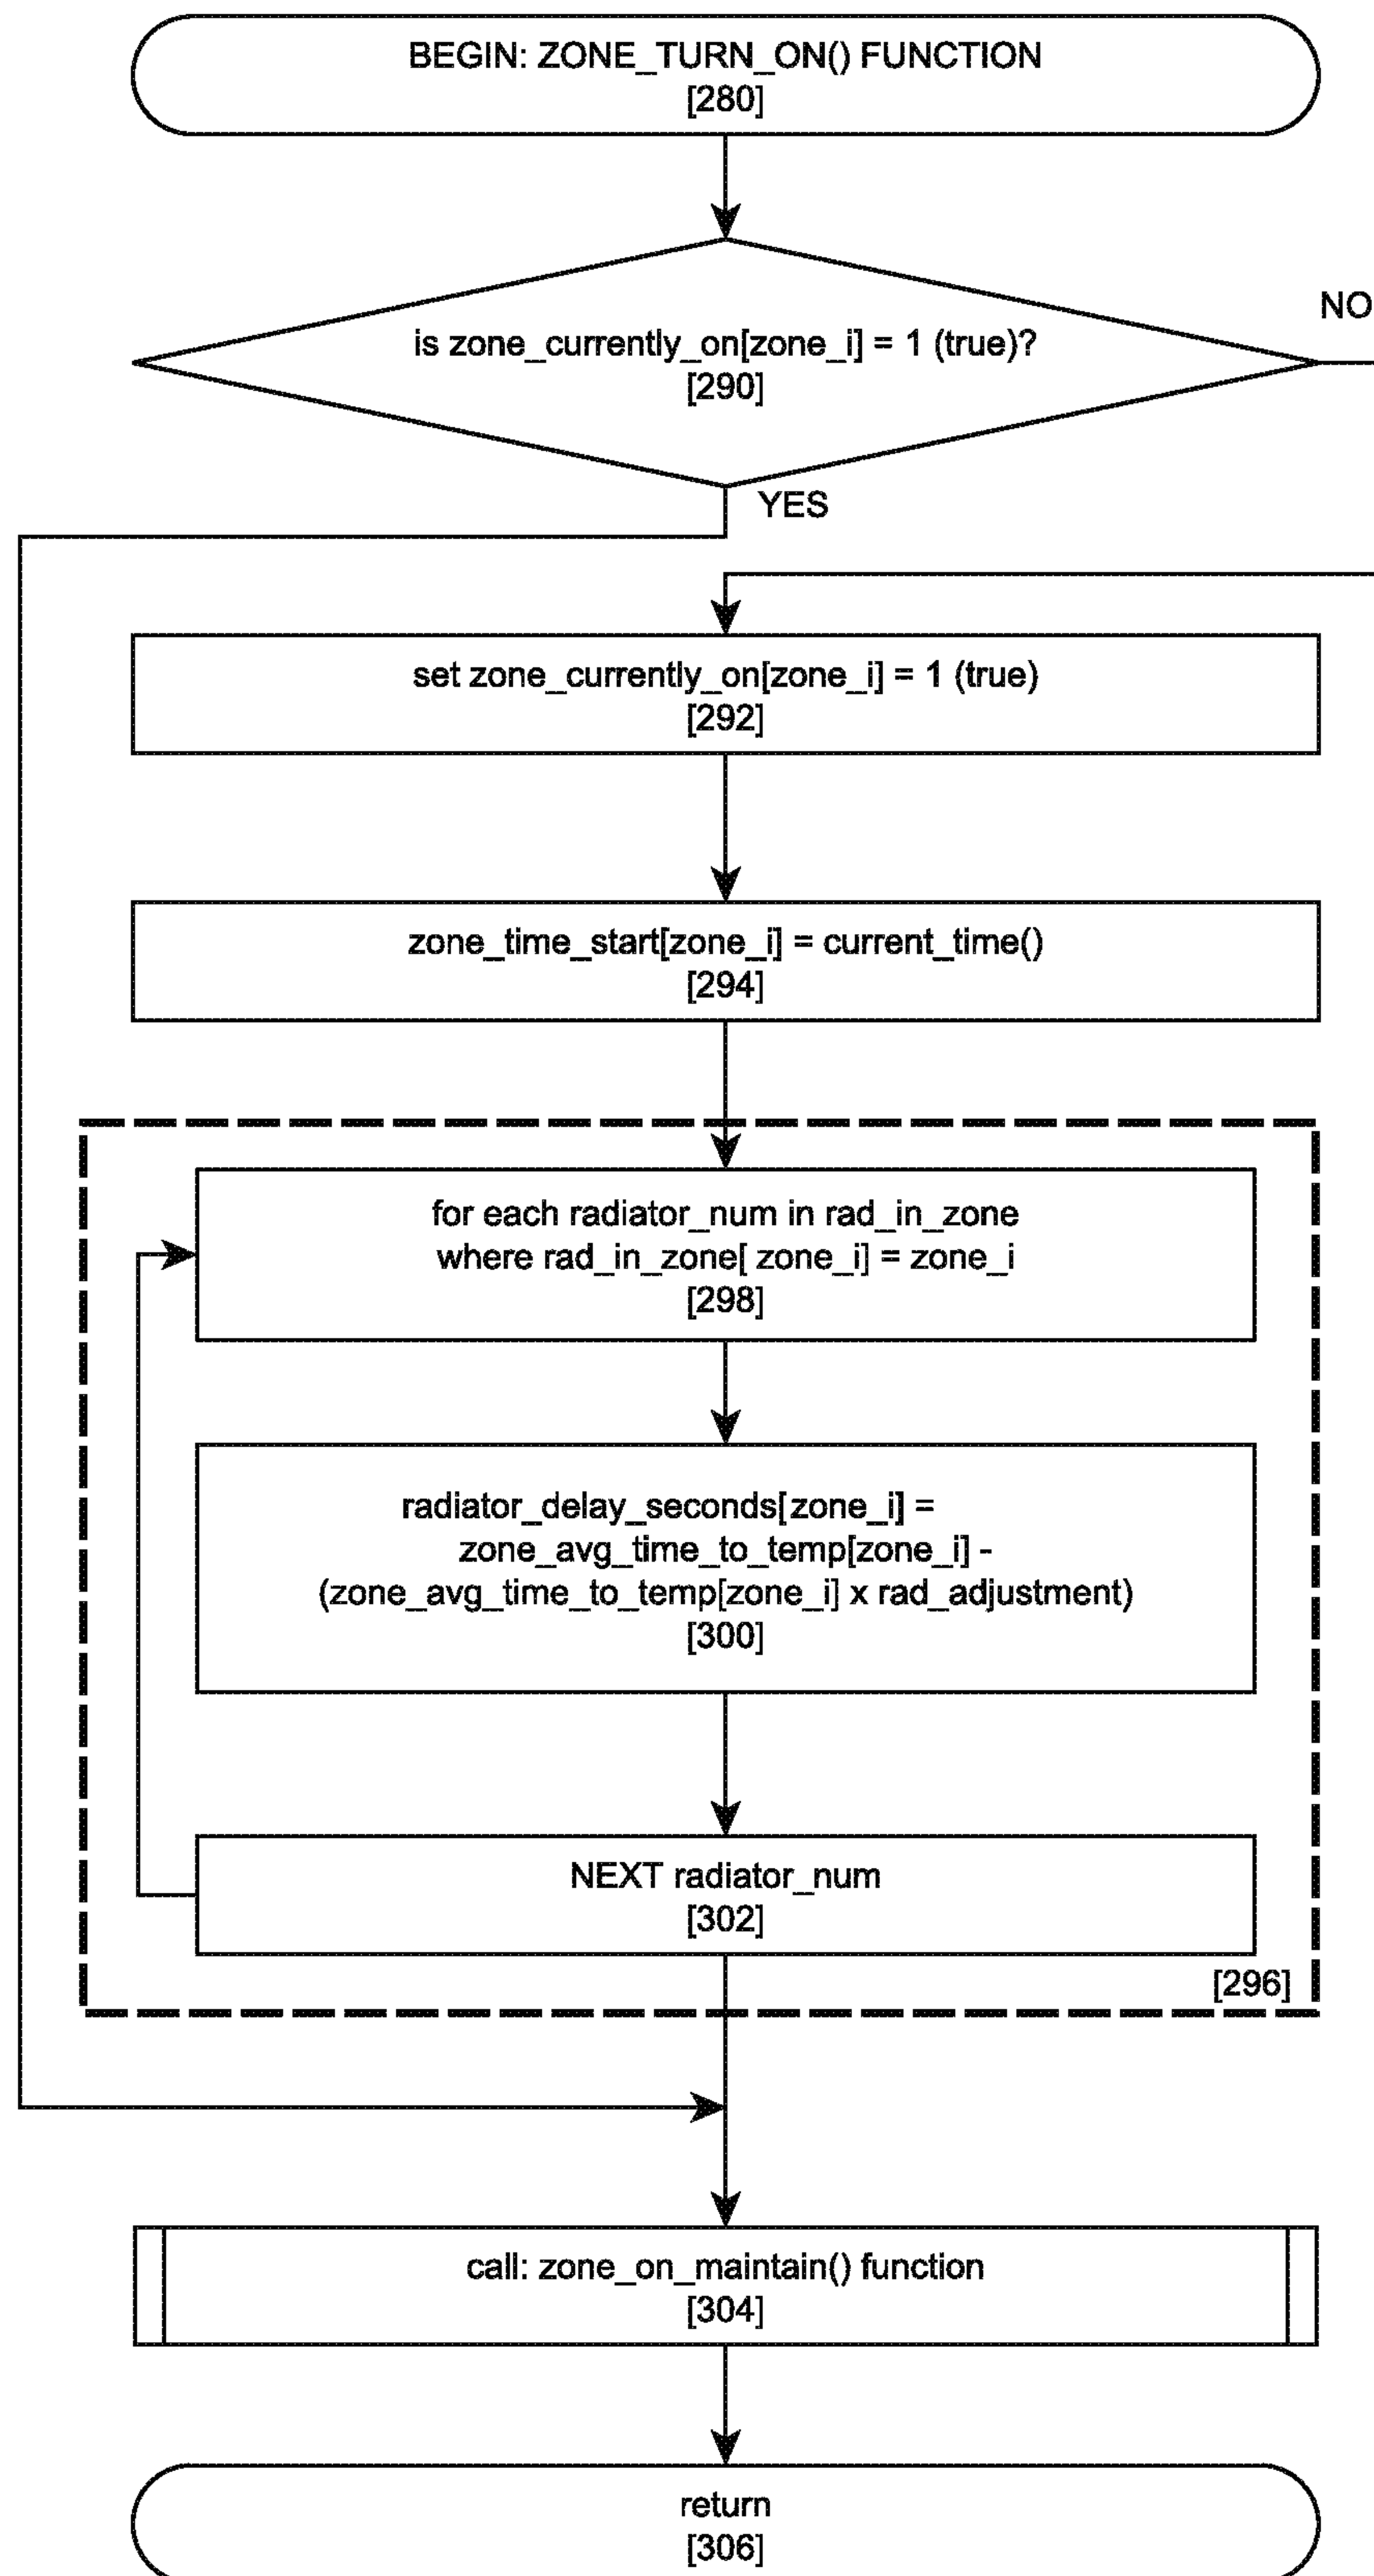 BEGIN: ZONE_TURN_ON() FUNCTION
[280]
is zone_currently_on[zone_i] = 1 (true)?
[290]
NO
YES
set zone_currently_on[zone_i] = 1 (true)
[292]
zone_time_start[zone_i] = current_time()
[294]
for each radiator_num in rad_in_zone
where rad_in_zone[ zone_i] = zone_i
[298]
radiator_delay_seconds[zone_i] =
zone_avg_time_to_temp[zone_i] -
(zone_avg_time_to_temp[zone_i] x rad_adjustment)
[300]
NEXT radiator_num
[302]
[296]
call: zone_on_maintain() function
[304]
return
[306]